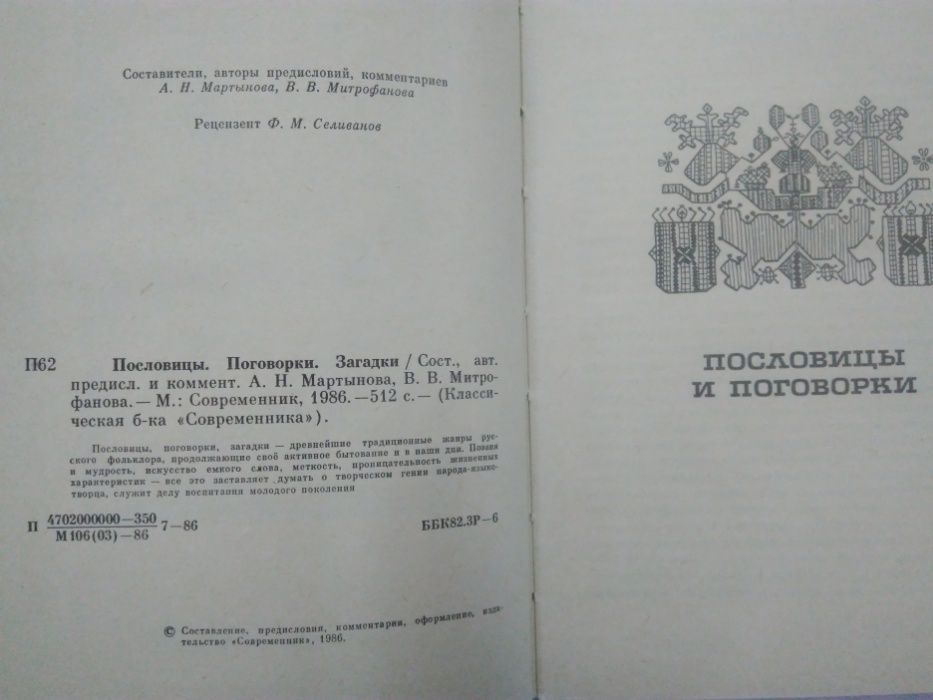 Составители, авторы предисловий, комментариев
А. Н. Мартынова, В. В. Митрофанова
Рецензент Ф. М. Селиванов
П62 Пословицы. Поговорки. Загадки / Сост., авт.
предисл. и коммент. А. Н. Мартынова, В. В. Митро-
фанова. — М.: Современник, 1986. — 512 с. — (Класси-
ческая б-ка «Современника»).
Пословицы, поговорки, загадки — древнейшие традиционные жанры рус-
ского фольклора, продолжающие своё активное бытование и в наши дни. Поэзия
и мудрость, искусство емкого слова, меткость, проницательность жизненных
характеристик — все это заставляет думать о творческом гении народа-языко-
творца, служит делу воспитания молодого поколения
П 4702000000—350
М106(03)—86 7—86
ББК82.3Р—6
© Составление, предисловия, комментарии, оформление, изда-
тельство «Современник», 1986.
ПОСЛОВИЦЫ
И ПОГОВОРКИ